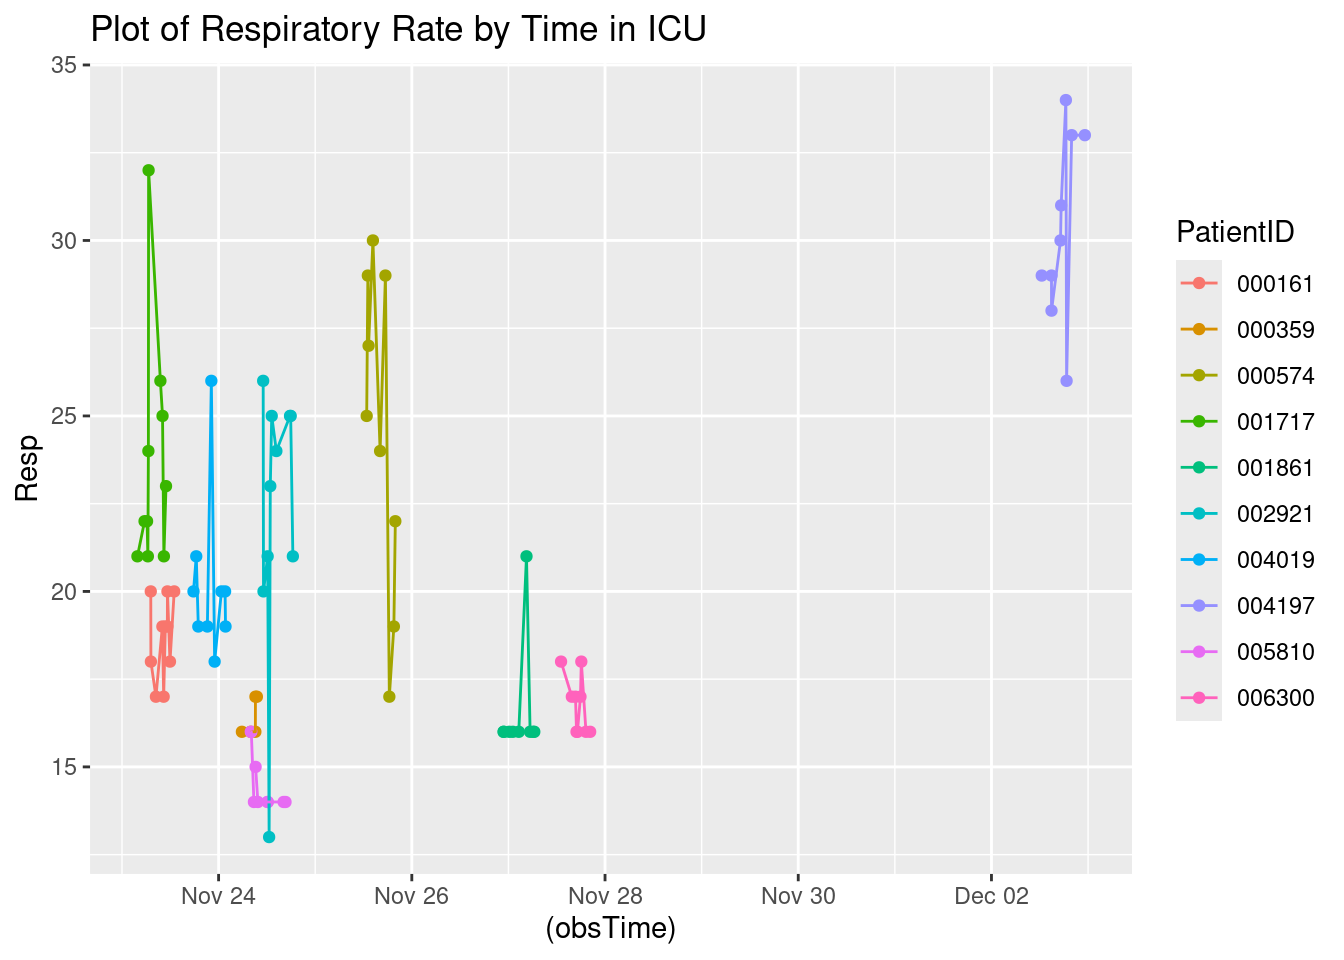 Plot of Respiratory Rate by Time in ICU
35
30
25
20
15
Resp
Nov 24
Nov 26
Nov 28
Nov 30
Dec 02
(obsTime)
PatientID
000161
000359
000574
001717
001861
002921
004019
004197
005810
006300